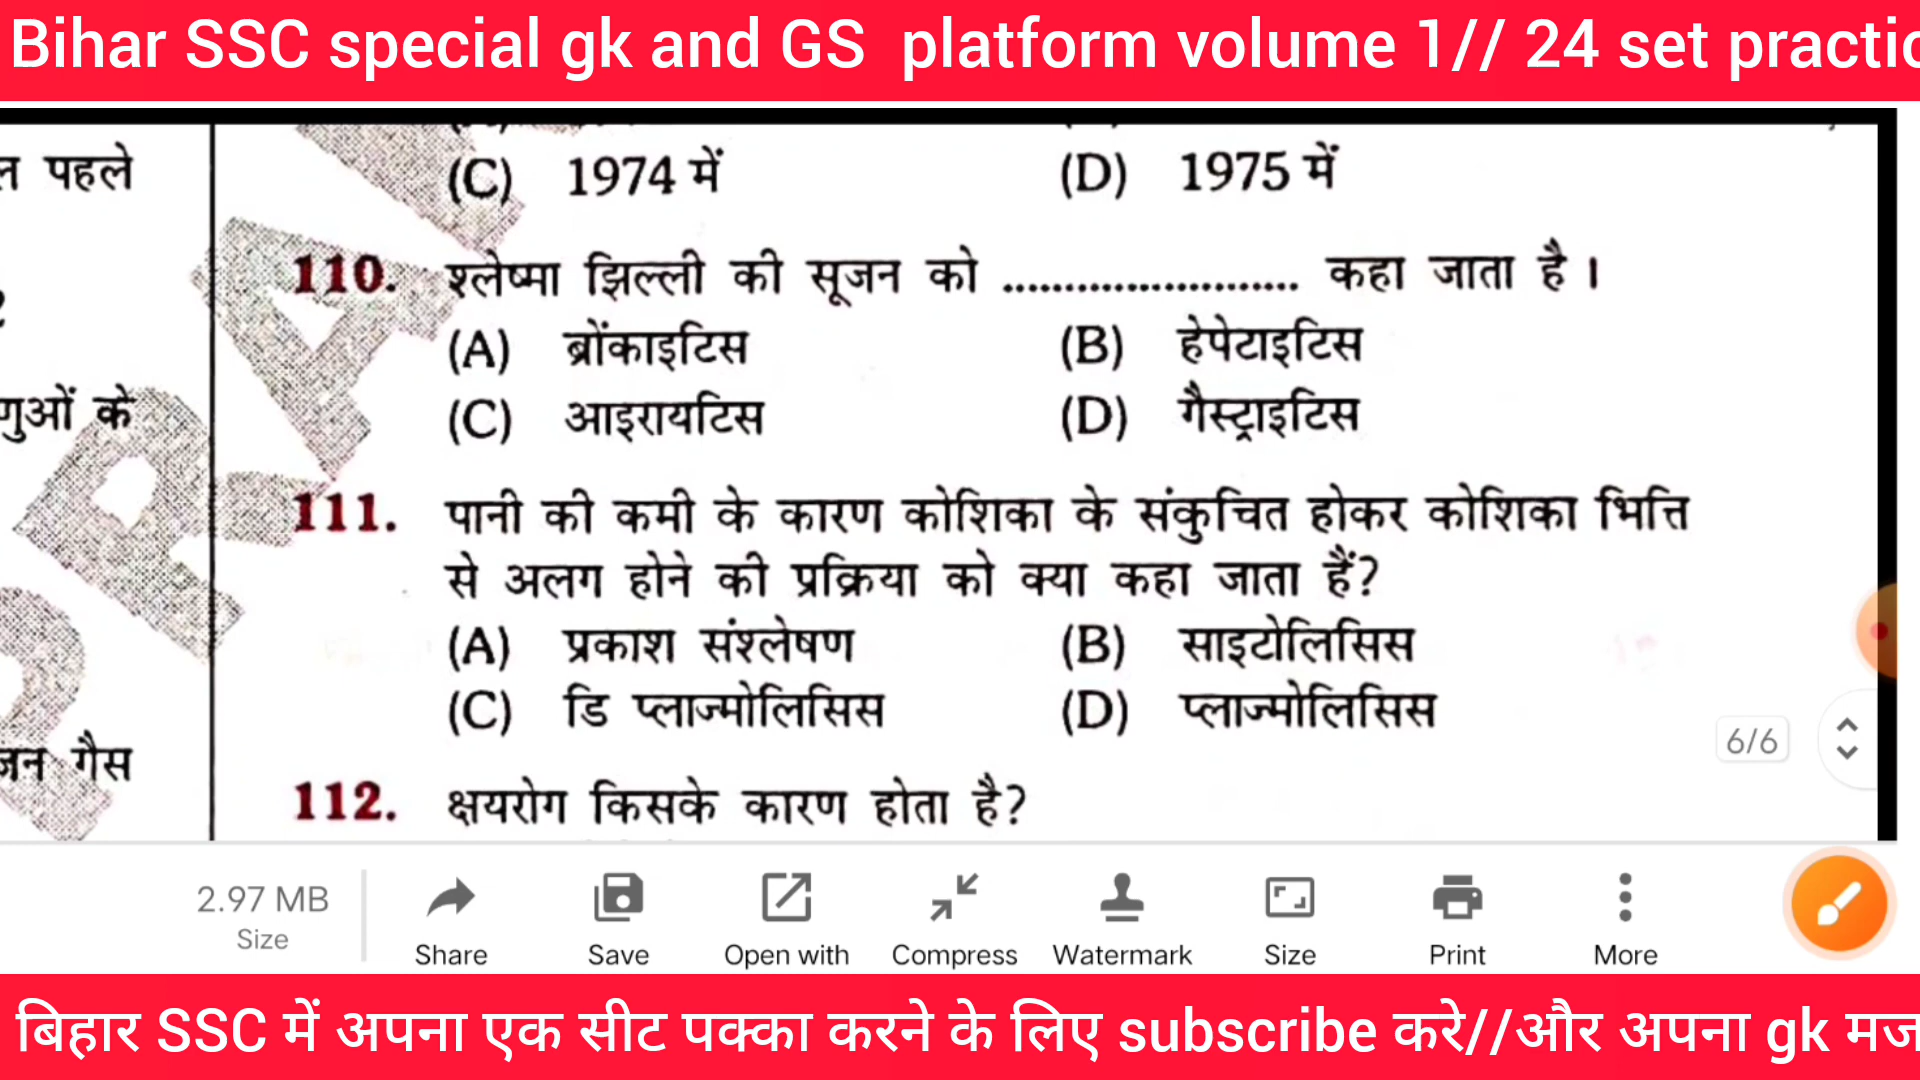 Bihar SSC special gk and GS platform volume 1// 24 set practic
पहले
(C) 1974 में (D) 1975 में
110. श्लेष्मा झिल्ली की सूजन को ........................ कहा जाता है ।
(A) ब्रोंकाइटिस (B) हेपेटाइटिस
णुओं के
(C) आइरायटिस (D) गैस्ट्राइटिस
111. पानी की कमी के कारण कोशिका के संकुचित होकर कोशिका भित्ति
से अलग होने की प्रक्रिया को क्या कहा जाता हैं?
(A) प्रकाश संश्लेषण (B) साइटोलिसिस
(C) डि प्लाज्मोलिसिस (D) प्लाज्मोलिसिस
जन गैस
6/6
112. क्षयरोग किसके कारण होता है?
2.97 MB
Size
Share Save Open with Compress Watermark Size Print More
बिहार SSC में अपना एक सीट पक्का करने के लिए subscribe करे//और अपना gk मज